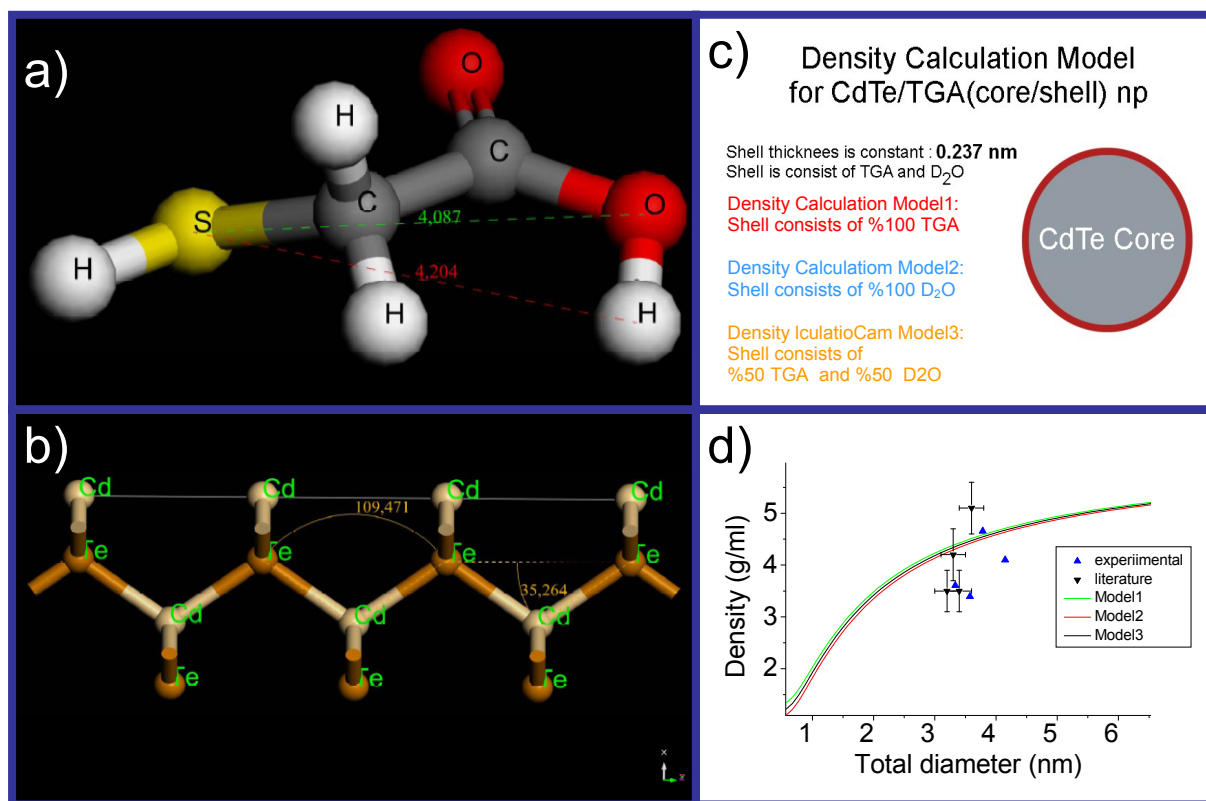 a)
O
H
C
S
C
O
4,087
H
4,204
H
H
b)
Cd Cd Cd Cd
109,471
Te Te Te Te
35,264
Cd Cd Cd
Te Te Te
x
z
c)
Density Calculation Model
for CdTe/TGA(core/shell) np
Shell thicknees is constant : 0.237 nm
Shell is consist of TGA and D2O
Density Calculation Model1:
Shell consists of %100 TGA
Density Calculatiom Model2:
Shell consists of %100 D2O
Density lculatioCam Model3:
Shell consists of
%50 TGA and %50 D2O
CdTe Core
d)
Density (g/ml)
5
4
3
2
1 2 3 4 5 6
Total diameter (nm)
experiimental
literature
Model1
Model2
Model3